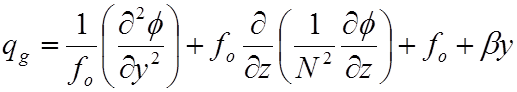 q_g = \frac{1}{f_o} \left( \frac{\partial^2 \phi}{\partial y^2} \right) + f_o \frac{\partial}{\partial z} \left( \frac{1}{N^2} \frac{\partial \phi}{\partial z} \right) + f_o + \beta y